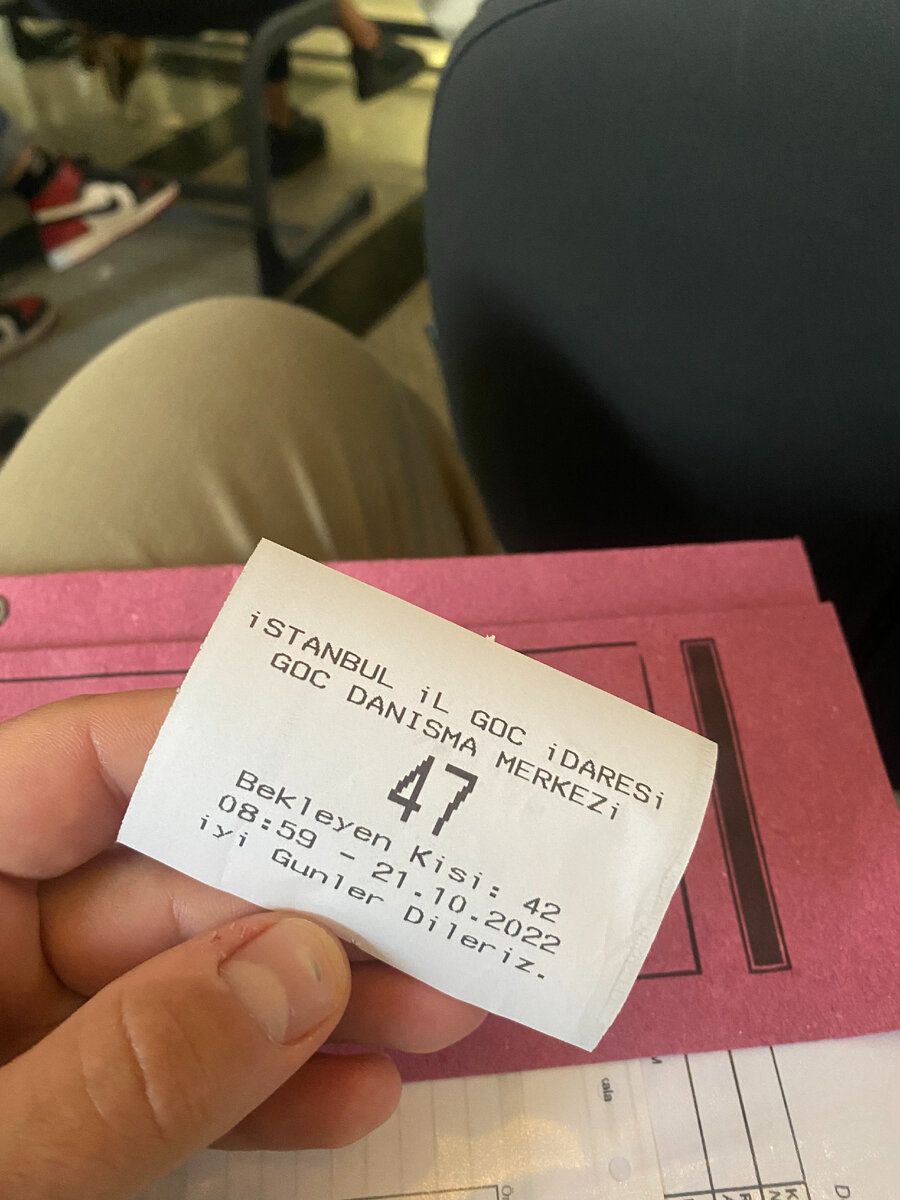 iSTANBUL iL GOC iDARESi
GOC DANISMA MERKEZi
47
Bekleyen Kisi: 42
08:59 - 21.10.2022
iyi Gunler Dileriz.
cala